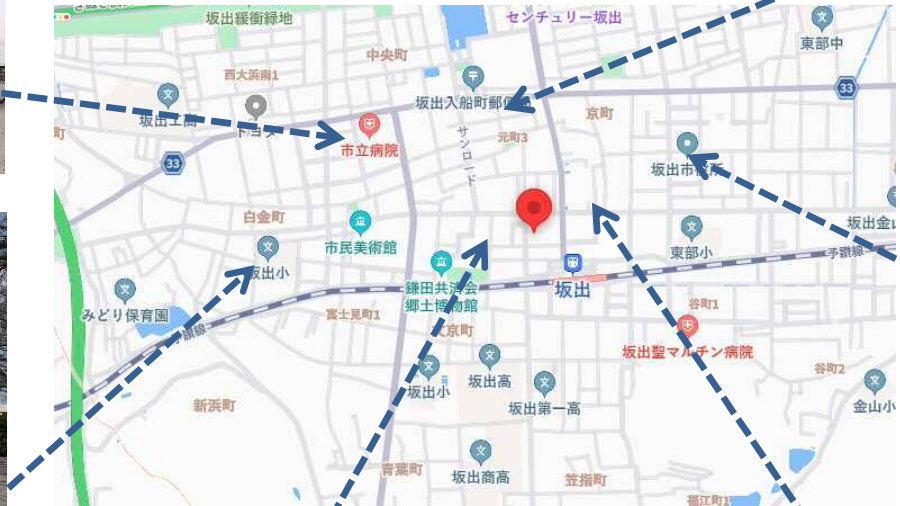 坂出緩衝緑地
センチュリー坂出
東部中
中央町
西大浜南1
坂出入船町郵便
33
京町
坂出工高
トヨタ
市立病院
サンロード
元町3
坂出市役所
33
白金町
市民美術館
坂出小
東部小
坂出金山
予讃線
鎌田共済会
郷土博物館
坂出
みどり保育園
富士見町1
谷町1
予讃線
文京町
坂出聖マルチン病院
坂出小
坂出高
坂出第一高
谷町2
金山小
新浜町
青葉町
坂出商高
笠指町
福江町1